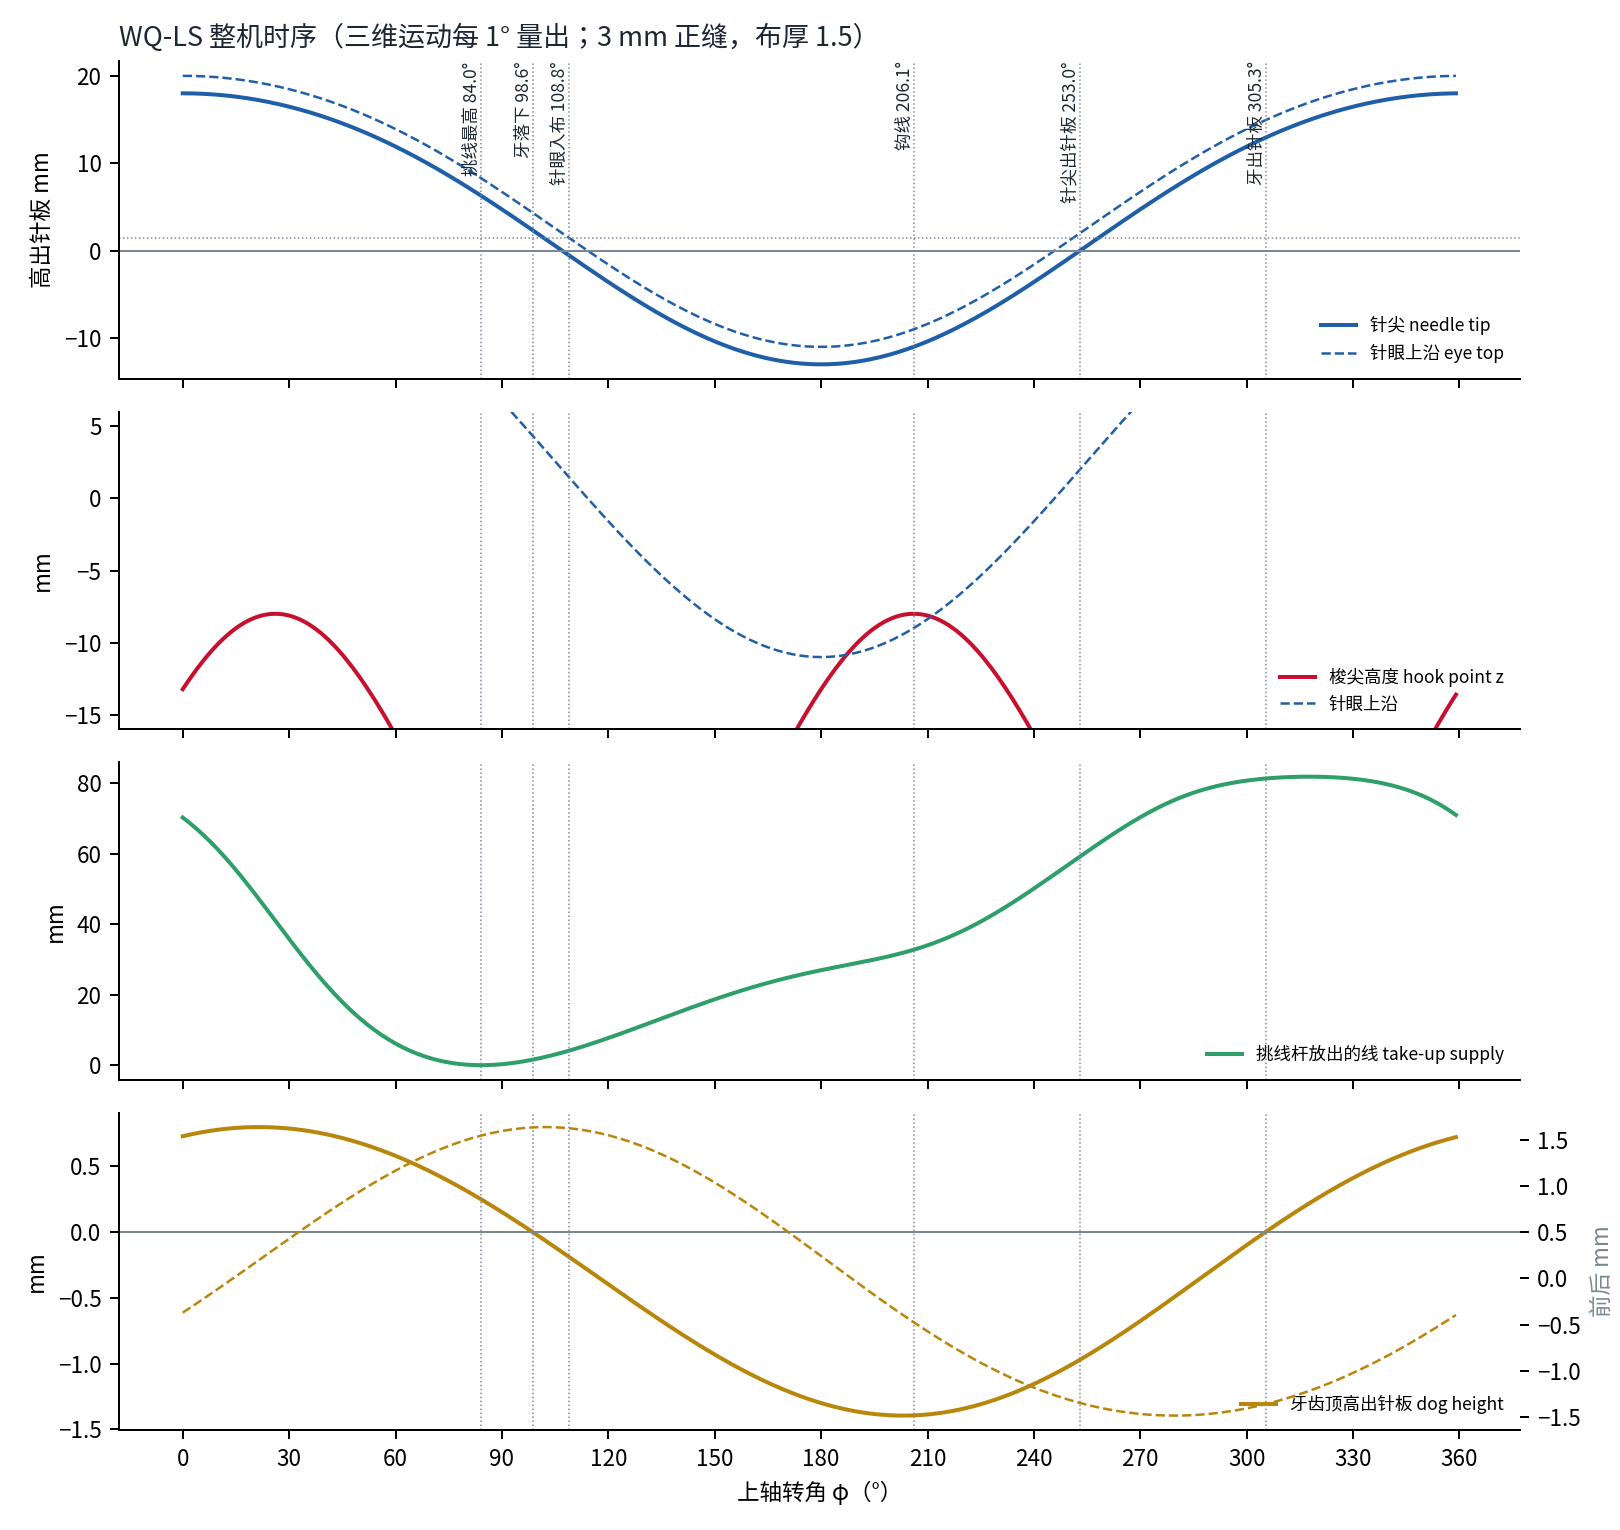 WQ-LS 整机时序（三维运动每 1° 量出；3 mm 正缝，布厚 1.5）
挑线最高 84.0°
牙落下 98.6°
针眼入布 108.8°
钩线 206.1°
针尖出针板 253.0°
牙出针板 305.3°
高出针板 mm
20
10
0
−10
针尖 needle tip
针眼上沿 eye top
mm
5
0
−5
−10
−15
梭尖高度 hook point z
针眼上沿
mm
80
60
40
20
0
挑线杆放出的线 take-up supply
mm
0.5
0.0
−0.5
−1.0
−1.5
1.5
1.0
0.5
0.0
−0.5
−1.0
−1.5
前后 mm
牙齿顶高出针板 dog height
0 30 60 90 120 150 180 210 240 270 300 330 360
上轴转角 φ（°）